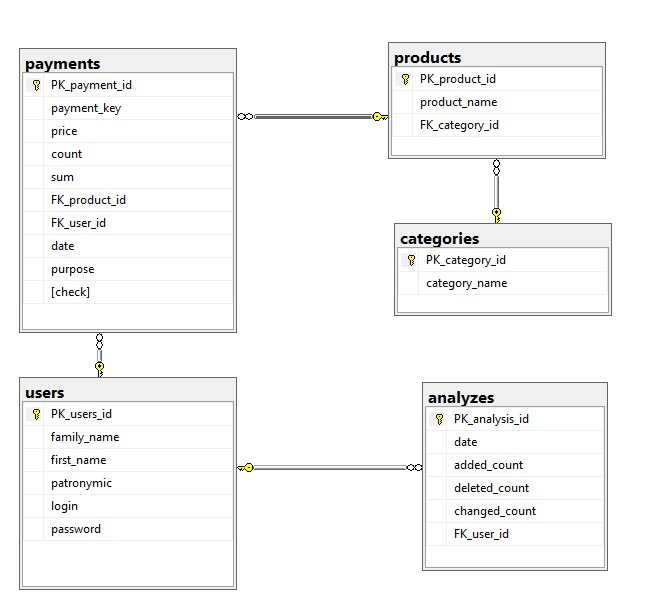 payments
PK_payment_id
payment_key
price
count
sum
FK_product_id
FK_user_id
date
purpose
[check]
products
PK_product_id
product_name
FK_category_id
categories
PK_category_id
category_name
users
PK_users_id
family_name
first_name
patronymic
login
password
analyzes
PK_analysis_id
date
added_count
deleted_count
changed_count
FK_user_id